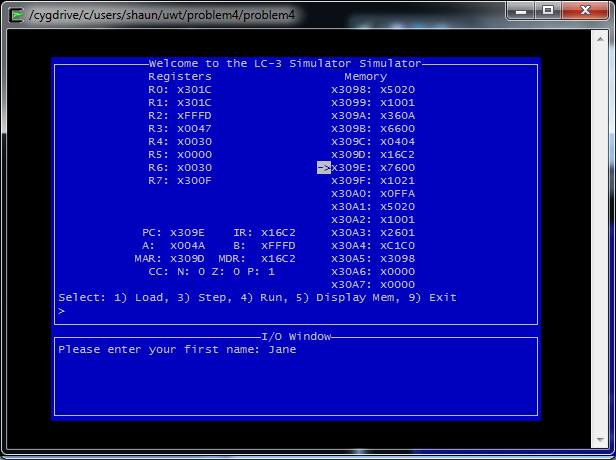 /cygdrive/c/users/shaun/uwt/problem4/problem4
Welcome to the LC-3 Simulator Simulator
Registers Memory
R0: x301C x3098: x5020
R1: x301C x3099: x1001
R2: xFFFD x309A: x360A
R3: x0047 x309B: x6600
R4: x0030 x309C: x0404
R5: x0000 x309D: x16C2
R6: x0030 ->x309E: x7600
R7: x300F x309F: x1021
x30A0: x0FFA
x30A1: x5020
x30A2: x1001
PC: x309E IR: x16C2 x30A3: x2601
A: x004A B: xFFFD x30A4: xC1C0
MAR: x309D MDR: x16C2 x30A5: x3098
CC: N: 0 Z: 0 P: 1 x30A6: x0000
x30A7: x0000
Select: 1) Load, 3) Step, 4) Run, 5) Display Mem, 9) Exit
>
I/O Window
Please enter your first name: Jane